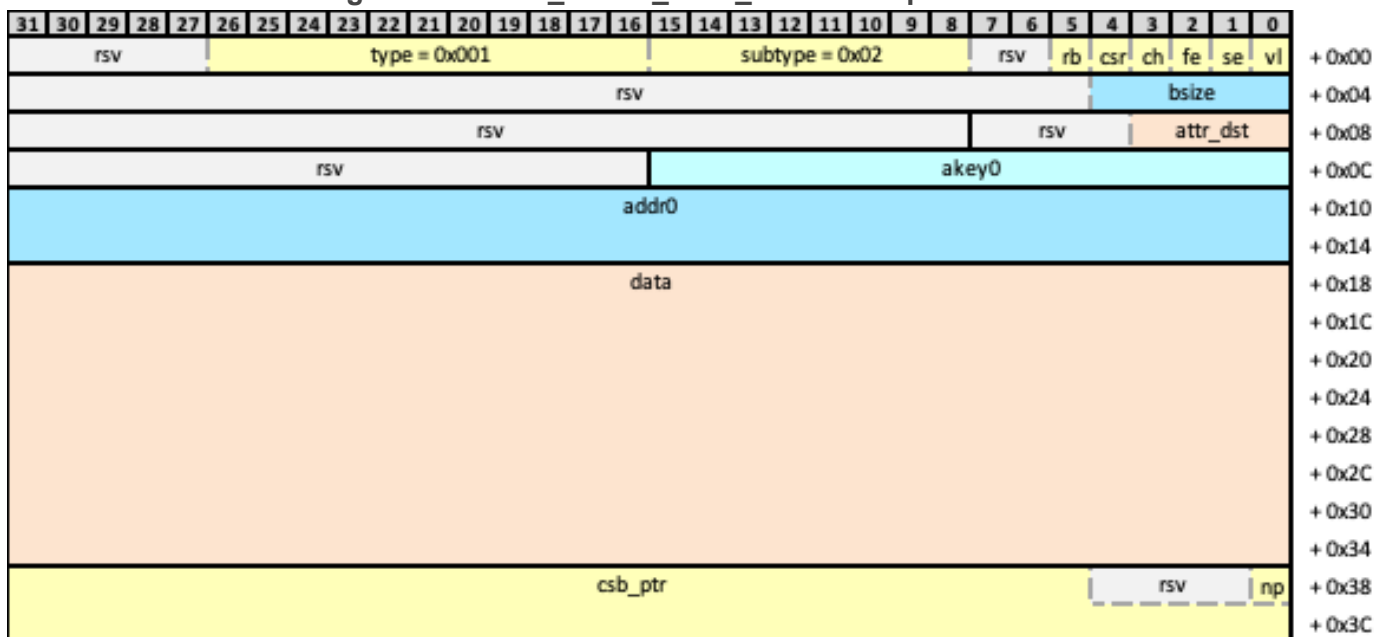 31 30 29 28 27 26 25 24 23 22 21 20 19 18 17 16 15 14 13 12 11 10 9 8 7 6 5 4 3 2 1 0
rsv type = 0x001 subtype = 0x02 rsv rb csr ch fe se vl + 0x00
rsv bsize + 0x04
rsv rsv attr_dst + 0x08
rsv akey0 + 0x0C
addr0 + 0x10
+ 0x14
data + 0x18
+ 0x1C
+ 0x20
+ 0x24
+ 0x28
+ 0x2C
+ 0x30
+ 0x34
csb_ptr rsv np + 0x38
+ 0x3C